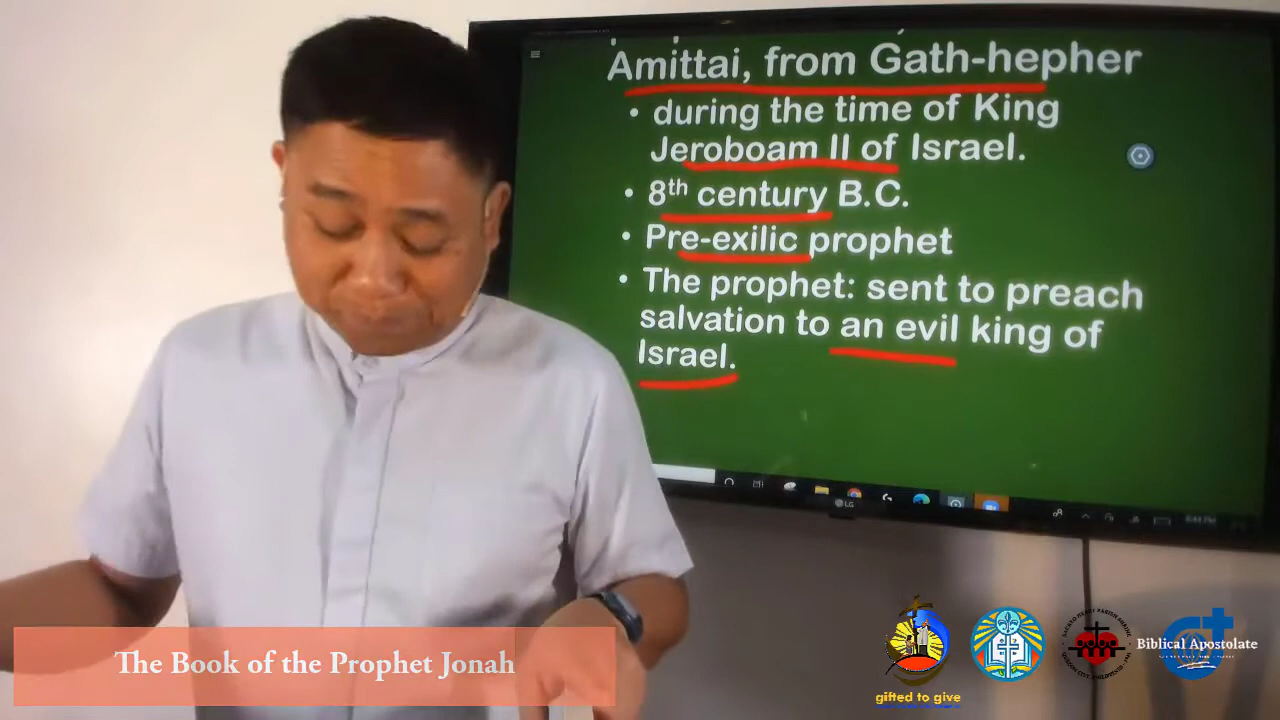 Amittai, from Gath-hepher
• during the time of King
Jeroboam II of Israel.
• 8th century B.C.
• Pre-exilic prophet
• The prophet: sent to preach
salvation to an evil king of
Israel.
LG
The Book of the Prophet Jonah
gifted to give
Biblical Apostolate